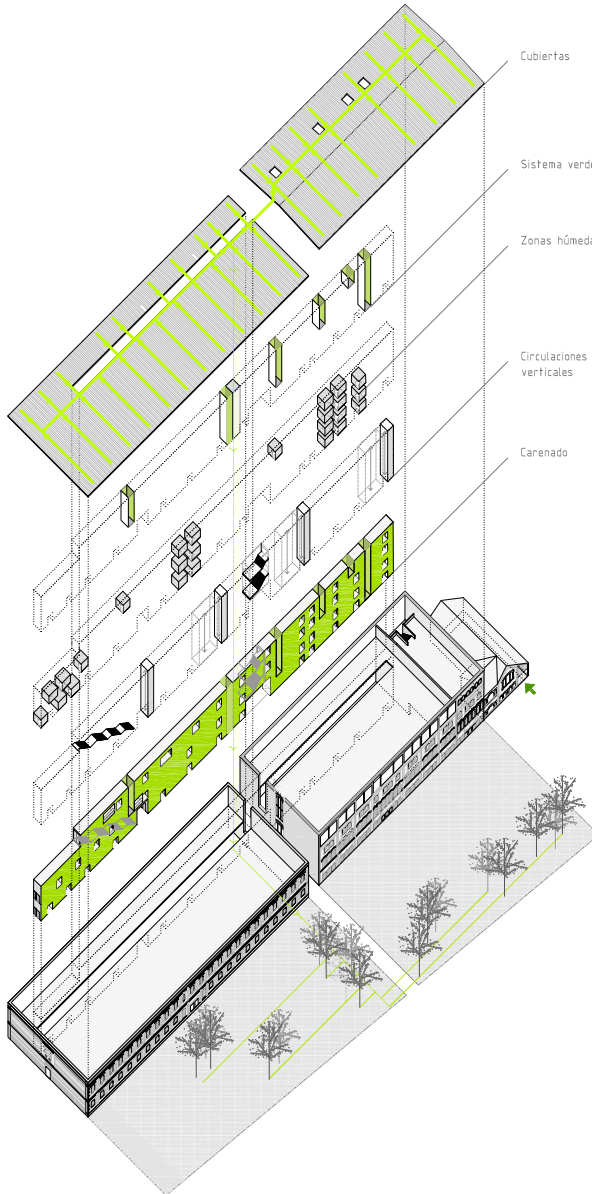 Cubiertas
Sistema verde
Zonas húmeda
Circulaciones
verticales
Carenado